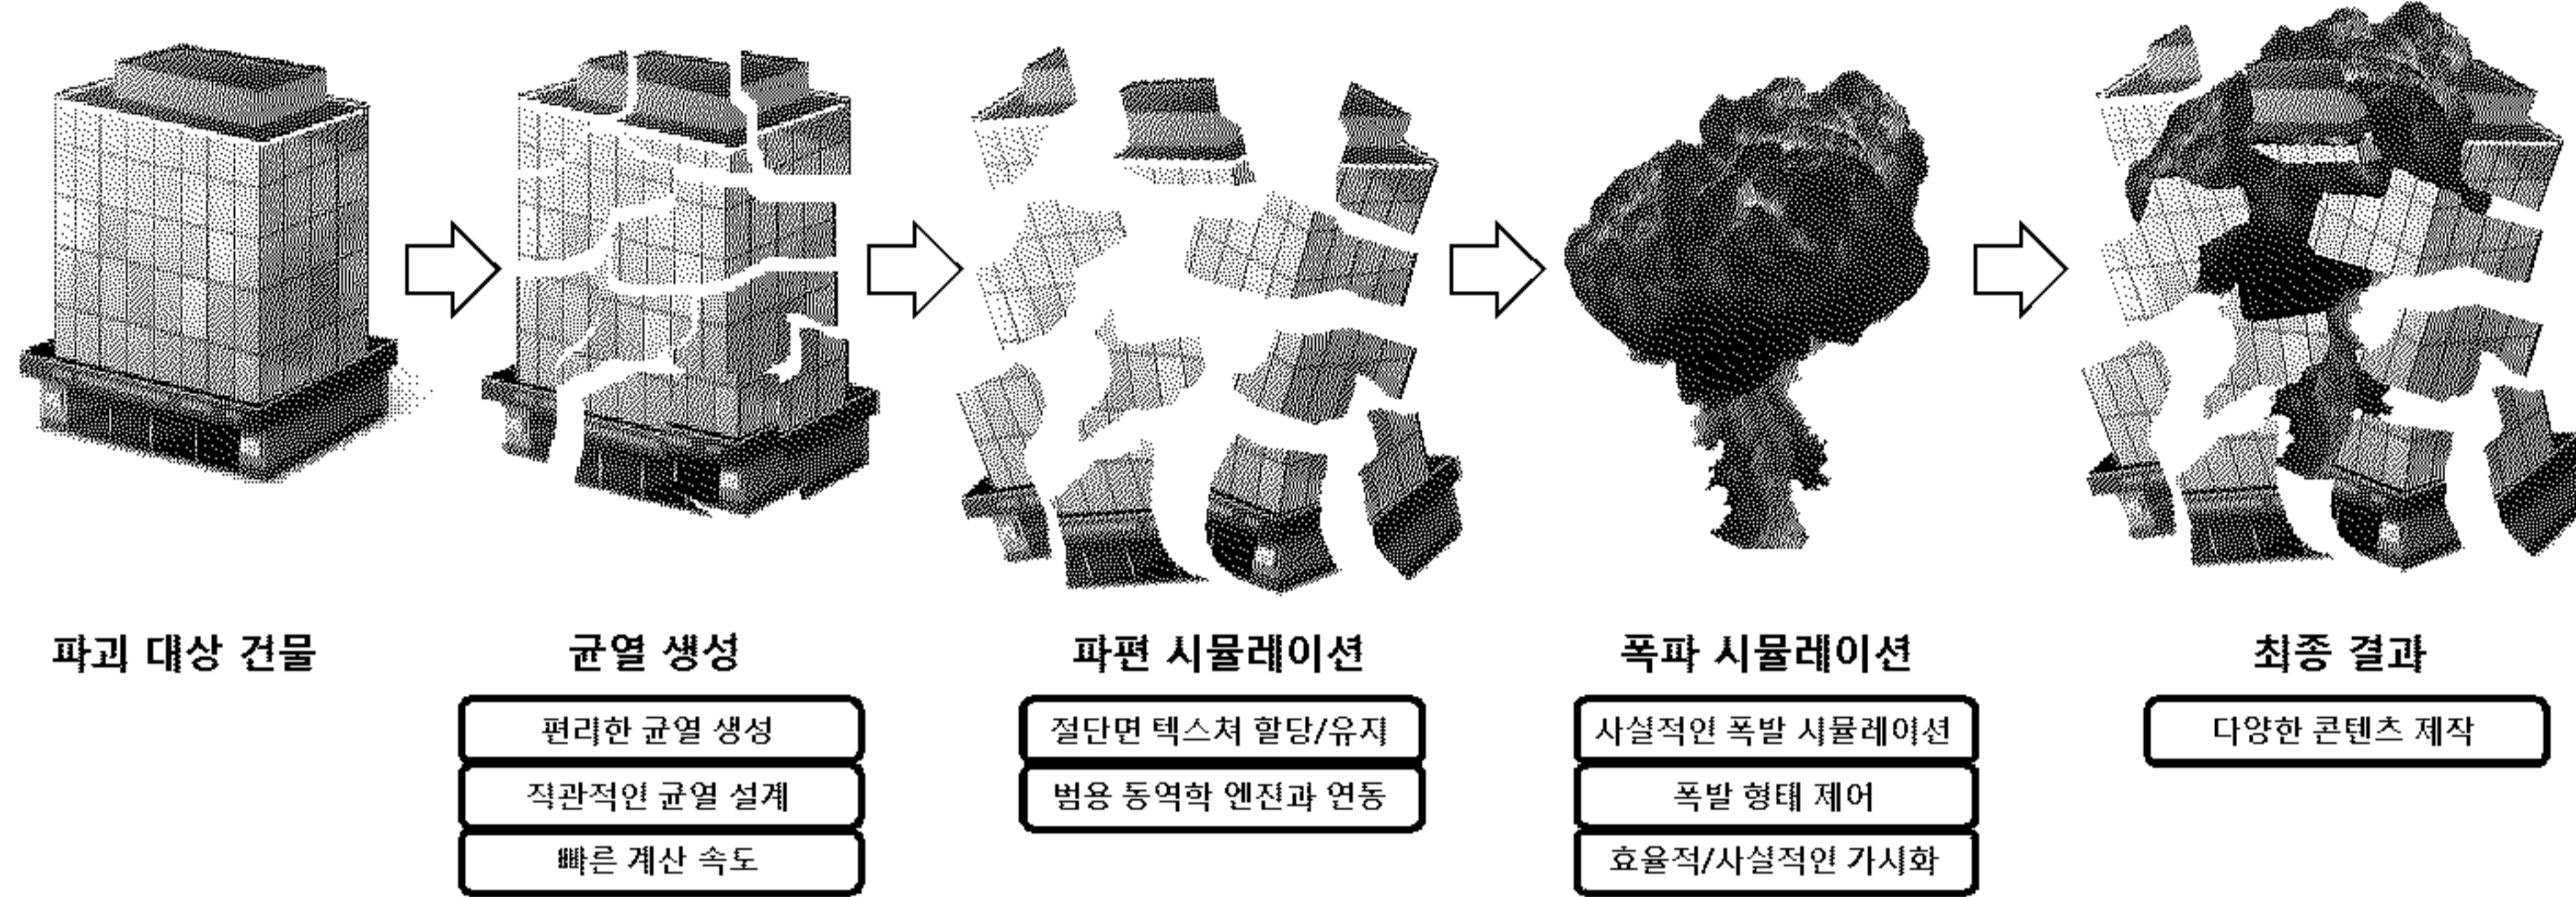 파괴 대상 건물
균열 생성
편리한 균열 생성
직관적인 균열 설계
빠른 계산 속도
파편 시뮬레이션
절단면 텍스쳐 할당/유지
범용 동역학 엔진과 연동
폭파 시뮬레이션
사실적인 폭발 시뮬레이션
폭발 형태 제어
효율적/사실적인 가시화
최종 결과
다양한 콘텐츠 제작